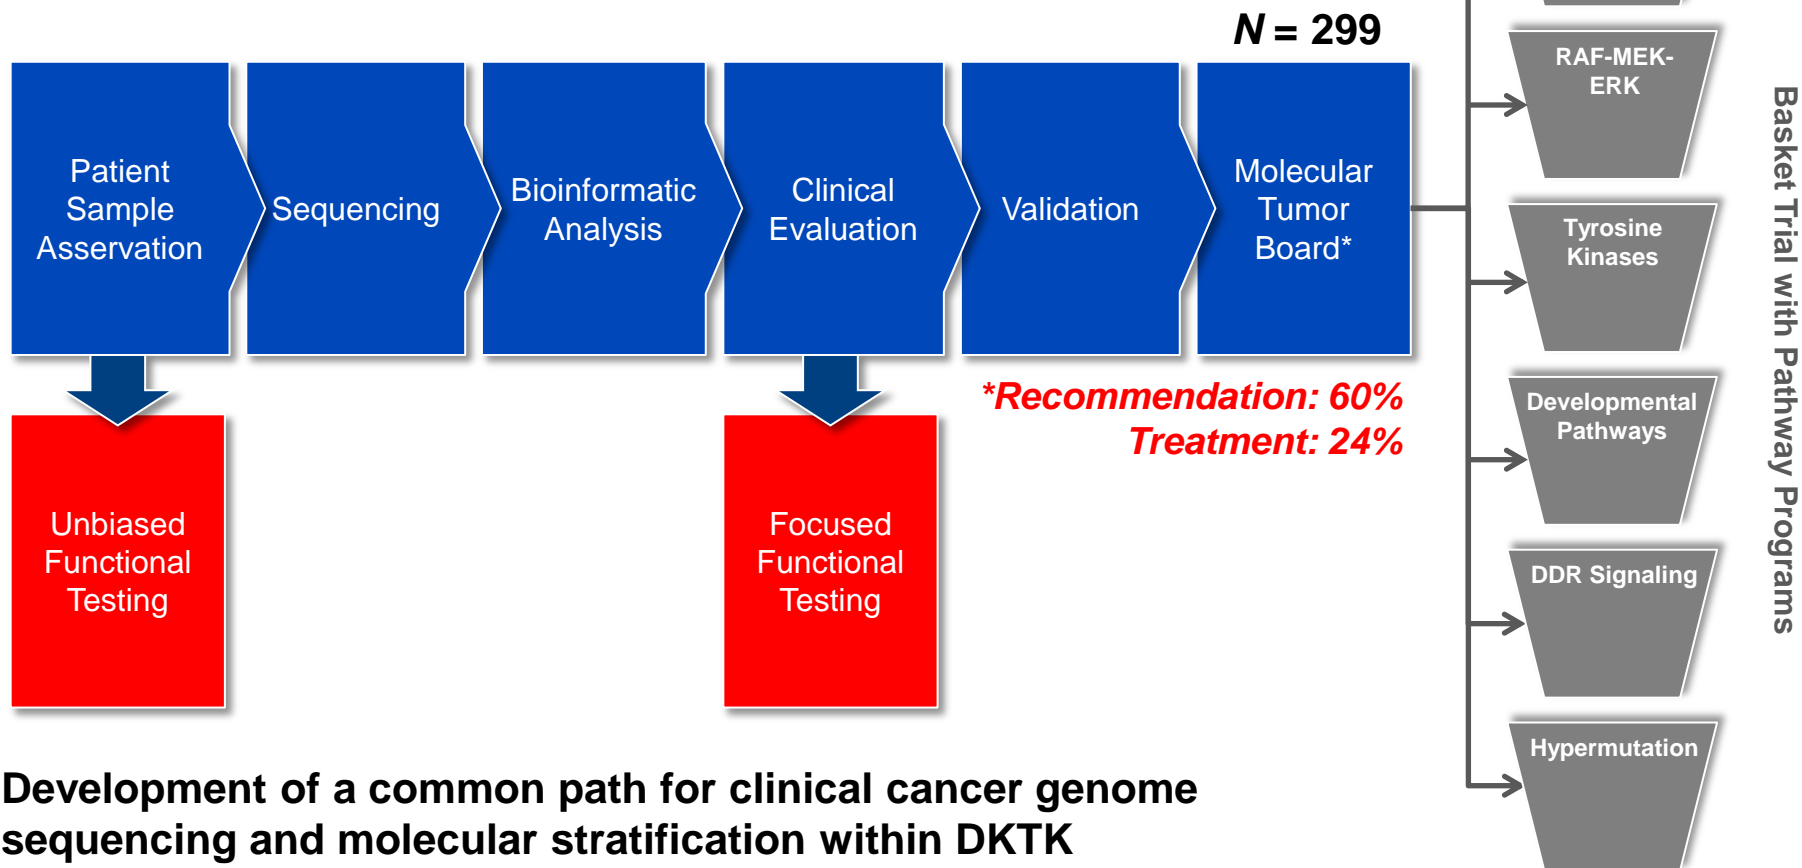 N = 299
Patient
Sample
Asservation
Sequencing
Bioinformatic
Analysis
Clinical
Evaluation
Validation
Molecular
Tumor
Board*
*Recommendation: 60%
Treatment: 24%
Unbiased
Functional
Testing
Focused
Functional
Testing
RAF-MEK-
ERK
Tyrosine
Kinases
Developmental
Pathways
DDR Signaling
Hypermutation
Basket Trial with Pathway Programs
Development of a common path for clinical cancer genome
sequencing and molecular stratification within DKTK